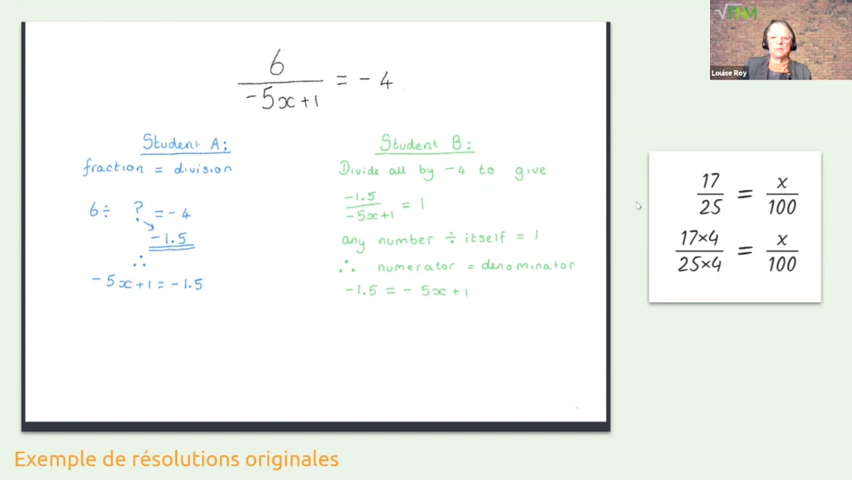 6
-5x+1 = -4
Student A:
fraction = division
6 ÷ ? = -4
-1.5
∴
-5x+1 = -1.5
Student B:
Divide all by -4 to give
-1.5
-5x+1 = 1
any number ÷ itself = 1
∴ numerator = denominator
-1.5 = -5x+1
17 x
25 = 100
17×4 x
25×4 = 100
Louise Roy
Exemple de résolutions originales